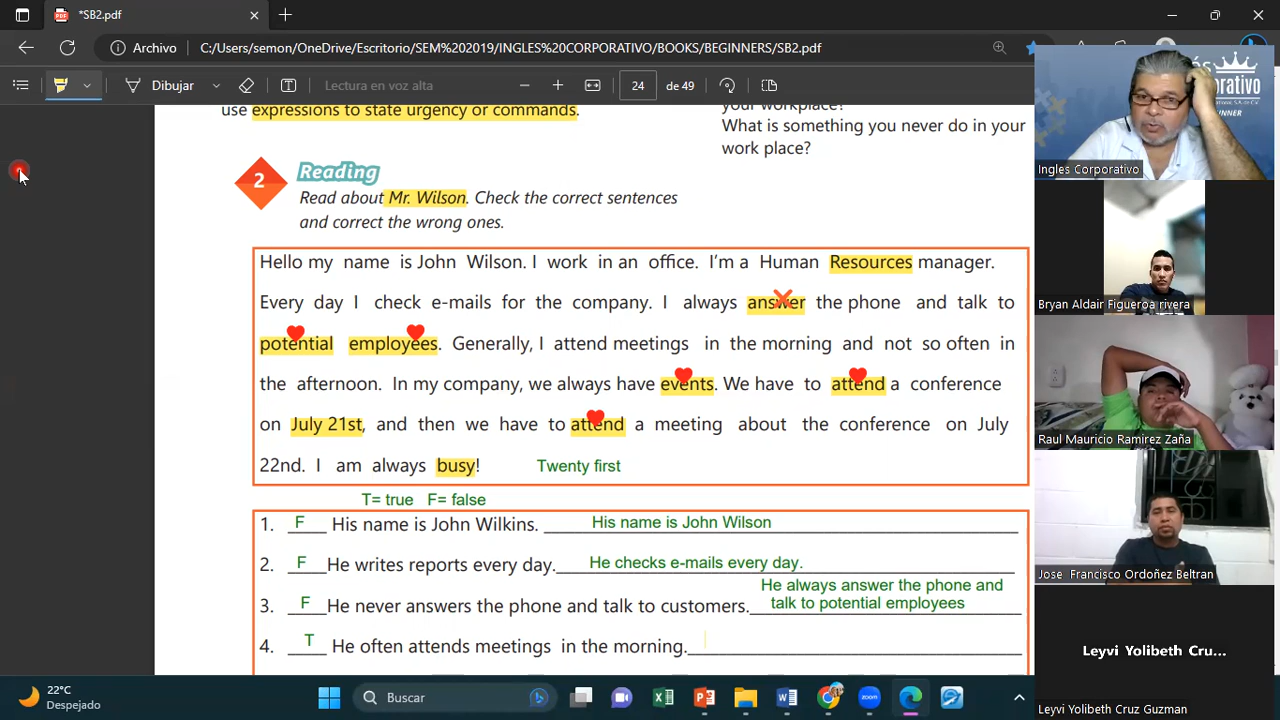 *SB2.pdf
Archivo
C:/Users/semon/OneDrive/Escritorio/SEM%202019/INGLES%20CORPORATIVO/BOOKS/BEGINNERS/SB2.pdf
Dibujar
Lectura en voz alta
24 de 49
use expressions to state urgency or commands.
your workplace?
What is something you never do in your
work place?
2
Reading
Read about Mr. Wilson. Check the correct sentences
and correct the wrong ones.
Hello my name is John Wilson. I work in an office. I'm a Human Resources manager.
Every day I check e-mails for the company. I always answer the phone and talk to
potential employees. Generally, I attend meetings in the morning and not so often in
the afternoon. In my company, we always have events. We have to attend a conference
on July 21st, and then we have to attend a meeting about the conference on July
22nd. I am always busy!
Twenty first
T= true F= false
1. F His name is John Wilkins. His name is John Wilson
2. F He writes reports every day. He checks e-mails every day.
3. F He never answers the phone and talk to customers. He always answer the phone and
talk to potential employees
4. T He often attends meetings in the morning.
Ingles Corporativo
Bryan Aldair Figueroa rivera
Raul Mauricio Ramirez Zaña
Jose Francisco Ordoñez Beltran
Leyvi Yolibeth Cru...
Leyvi Yolibeth Cruz Guzman
22°C
Despejado
Buscar